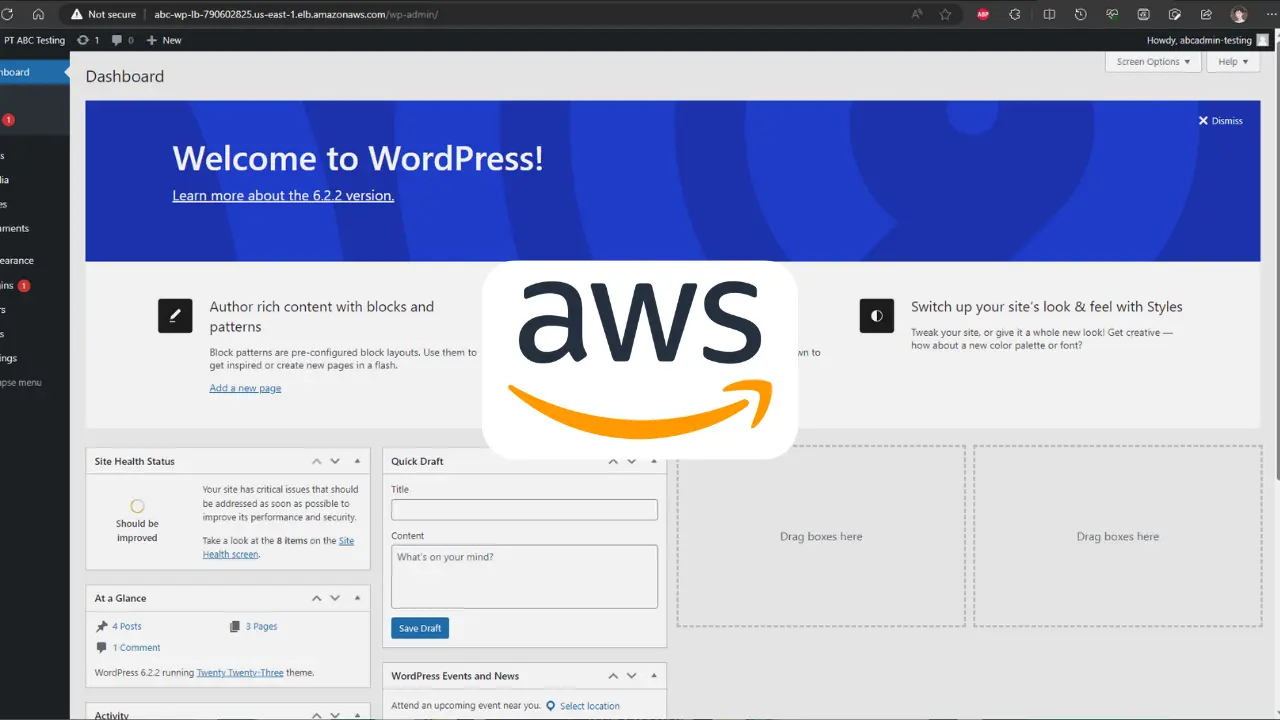 Not secure abc-wp-lb-790602825.us-east-1.elb.amazonaws.com/wp-admin/
ABP
PT ABC Testing 1 0 New Howdy, abcadmin-testing
board
Dashboard
Screen Options Help
1
Dismiss
Welcome to WordPress!
Learn more about the 6.2.2 version.
s
ia
es
ments
earance
ins 1
rs
s
ings
pse menu
Author rich content with blocks and
patterns
Block patterns are pre-configured block layouts. Use them to
get inspired or create new pages in a flash.
Add a new page
aws
wn to
Switch up your site's look & feel with Styles
Tweak your site, or give it a whole new look! Get creative —
how about a new color palette or font?
Site Health Status
Should be
improved
Your site has critical issues that should
be addressed as soon as possible to
improve its performance and security.
Take a look at the 8 items on the Site
Health screen.
At a Glance
4 Posts 3 Pages
1 Comment
WordPress 6.2.2 running Twenty Twenty-Three theme.
Activity
Quick Draft
Title
Content
What's on your mind?
Save Draft
WordPress Events and News
Attend an upcoming event near you. Select location
Drag boxes here
Drag boxes here